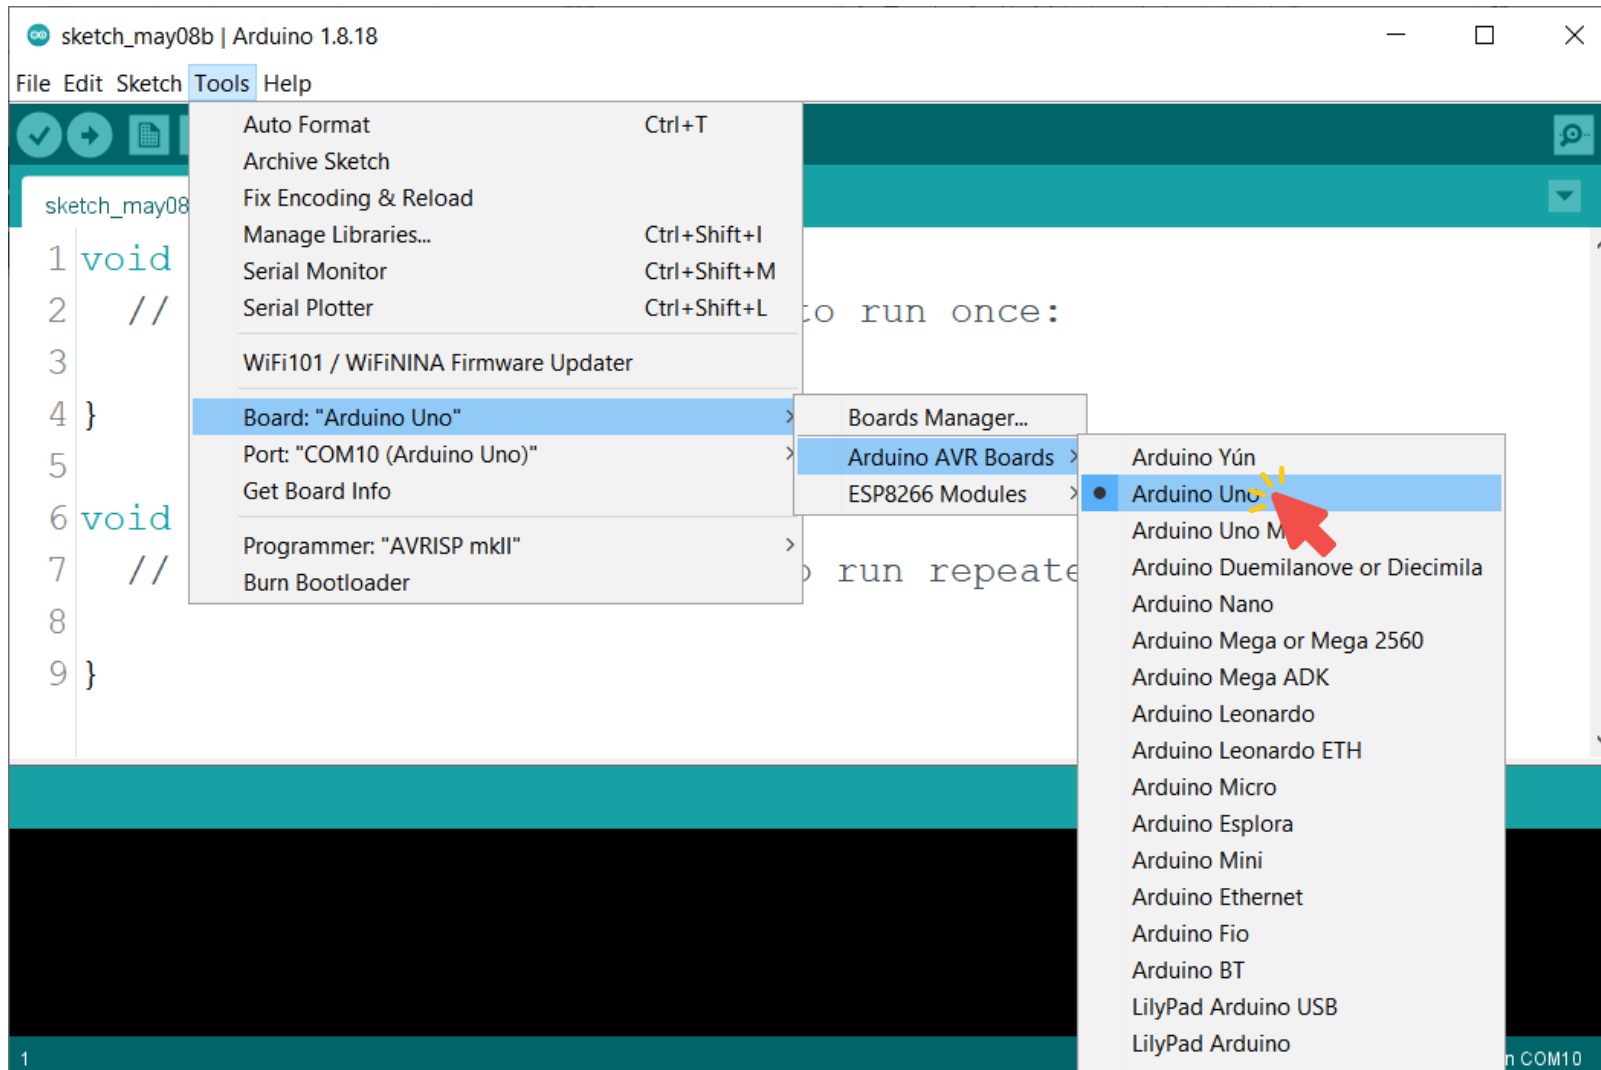 sketch_may08b | Arduino 1.8.18
File Edit Sketch Tools Help
sketch_may08
1 void
2 // to run once:
3
4 }
5
6 void
7 // run repeate
8
9 }
Auto Format Ctrl+T
Archive Sketch
Fix Encoding & Reload
Manage Libraries... Ctrl+Shift+I
Serial Monitor Ctrl+Shift+M
Serial Plotter Ctrl+Shift+L
WiFi101 / WiFiNINA Firmware Updater
Board: "Arduino Uno"
Port: "COM10 (Arduino Uno)"
Get Board Info
Programmer: "AVRISP mkII"
Burn Bootloader
Boards Manager...
Arduino AVR Boards
ESP8266 Modules
Arduino Yún
Arduino Uno
Arduino Uno
Arduino Duemilanove or Diecimila
Arduino Nano
Arduino Mega or Mega 2560
Arduino Mega ADK
Arduino Leonardo
Arduino Leonardo ETH
Arduino Micro
Arduino Esplora
Arduino Mini
Arduino Ethernet
Arduino Fio
Arduino BT
LilyPad Arduino USB
LilyPad Arduino
1
n COM10